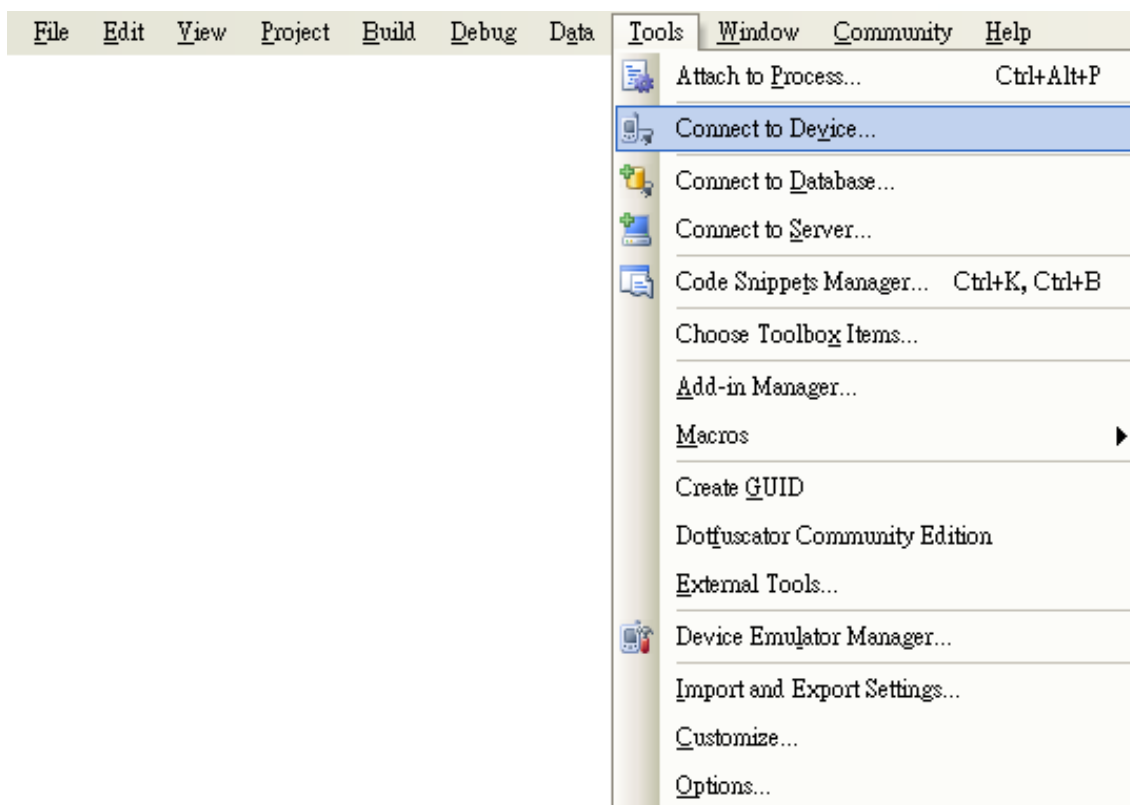 File Edit View Project Build Debug Data Tools Window Community Help
Attach to Process... Ctrl+Alt+P
Connect to Device...
Connect to Database...
Connect to Server...
Code Snippets Manager... Ctrl+K, Ctrl+B
Choose Toolbox Items...
Add-in Manager...
Macros
Create GUID
Dotfuscator Community Edition
External Tools...
Device Emulator Manager...
Import and Export Settings...
Customize...
Options...